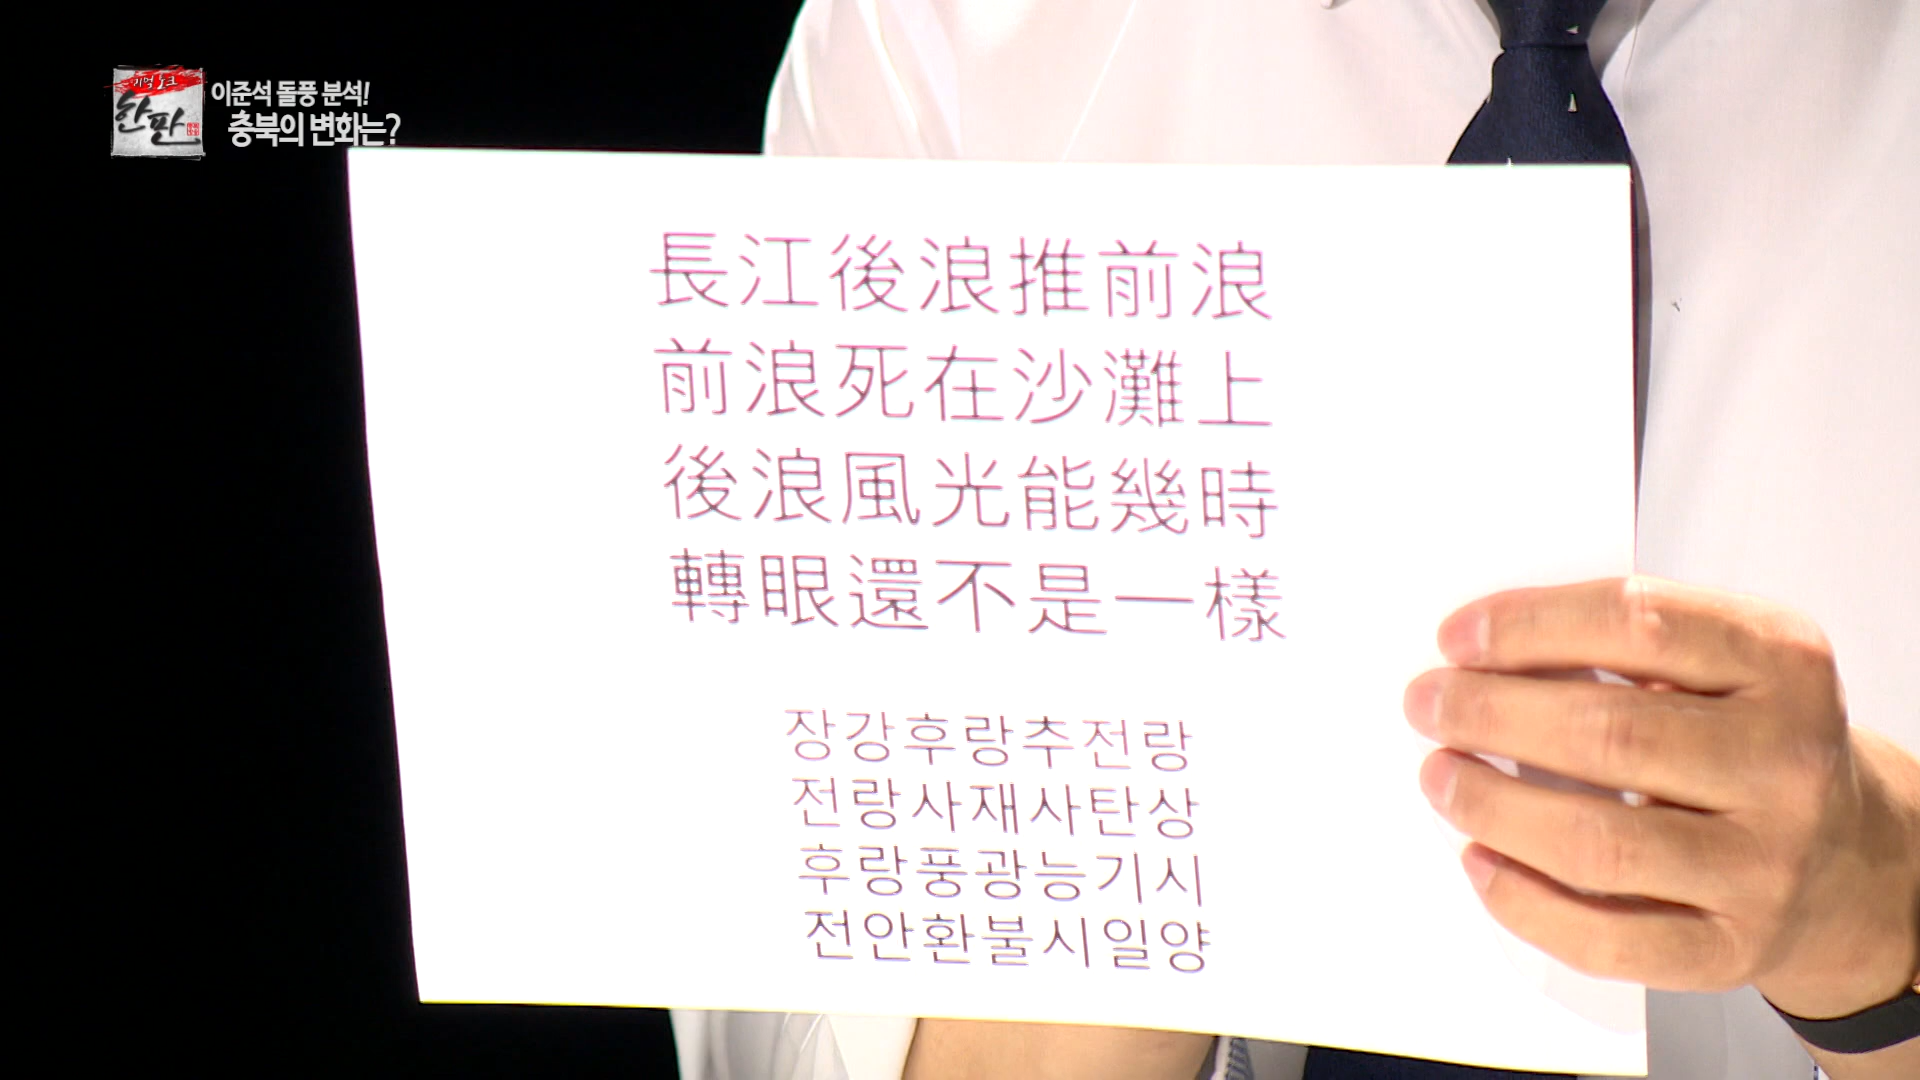 한판
이준석 돌풍 분석!
충북의 변화는?
長江後浪推前浪
前浪死在沙灘上
後浪風光能幾時
轉眼還不是一樣
장강후랑추전랑
전랑사재사탄상
후랑풍광능기시
전안환불시일양